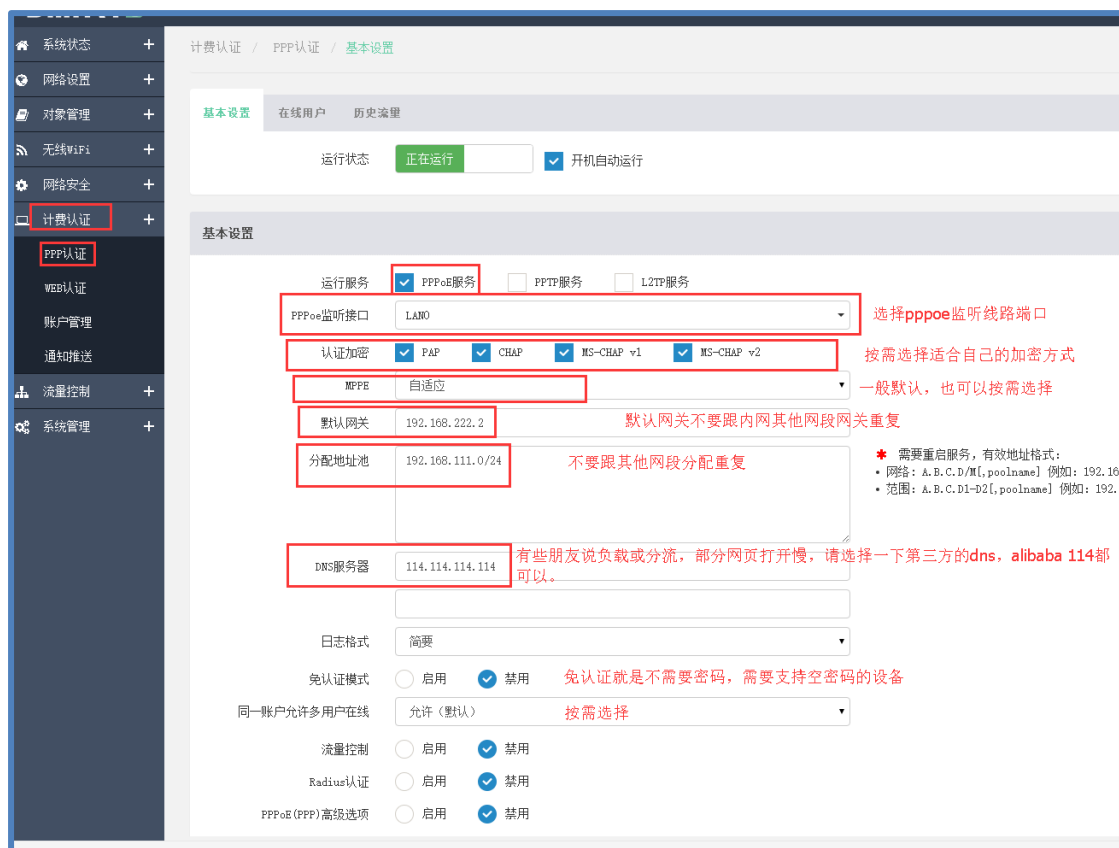 系统状态 +
计费认证 / PPP认证 / 基本设置
网络设置 +
对象管理 +
无线WiFi +
网络安全 +
计费认证 +
PPP认证
WEB认证
账户管理
通知推送
流量控制 +
系统管理 +
基本设置 在线用户 历史流量
运行状态 正在运行 开机自动运行
基本设置
运行服务 PPPoE服务 PPTP服务 L2TP服务
PPPoe监听接口 LAN0 选择pppoe监听线路端口
认证加密 PAP CHAP MS-CHAP v1 MS-CHAP v2 按需选择适合自己的加密方式
MPPE 自适应 一般默认，也可以按需选择
默认网关 192.168.222.2 默认网关不要跟内网其他网段网关重复
分配地址池 192.168.111.0/24 不要跟其他网段分配重复
✱ 需要重启服务，有效地址格式：
• 网络：A.B.C.D/M[,poolname] 例如：192.16
• 范围：A.B.C.D1-D2[,poolname] 例如：192.
DNS服务器 114.114.114.114
有些朋友说负载或分流，部分网页打开慢，请选择一下第三方的dns，alibaba 114都
可以。
日志格式 简要
免认证模式 启用 禁用 免认证就是不需要密码，需要支持空密码的设备
同一账户允许多用户在线 允许（默认） 按需选择
流量控制 启用 禁用
Radius认证 启用 禁用
PPPoE(PPP)高级选项 启用 禁用